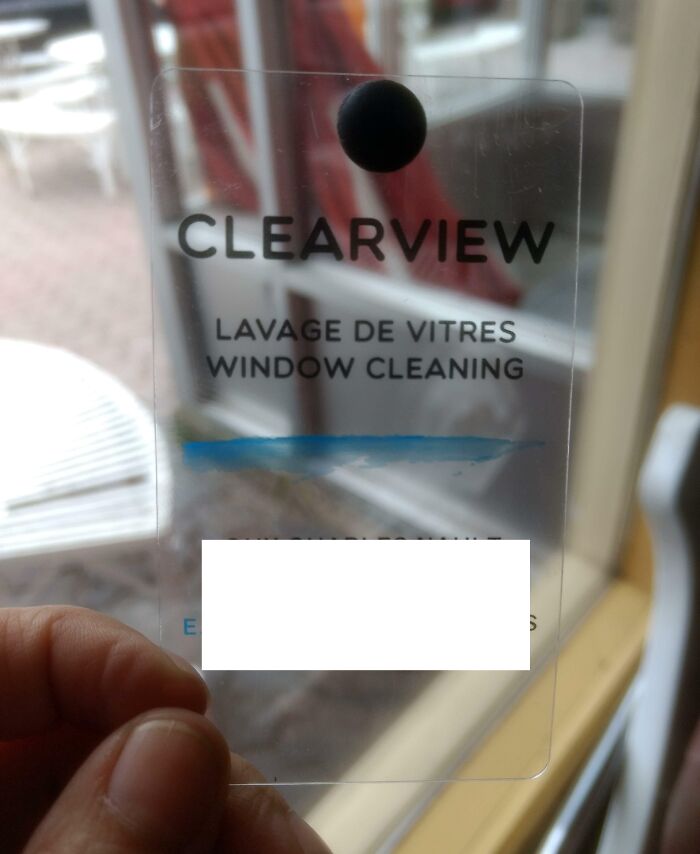 CLEARVIEW
LAVAGE DE VITRES
WINDOW CLEANING
E.
S